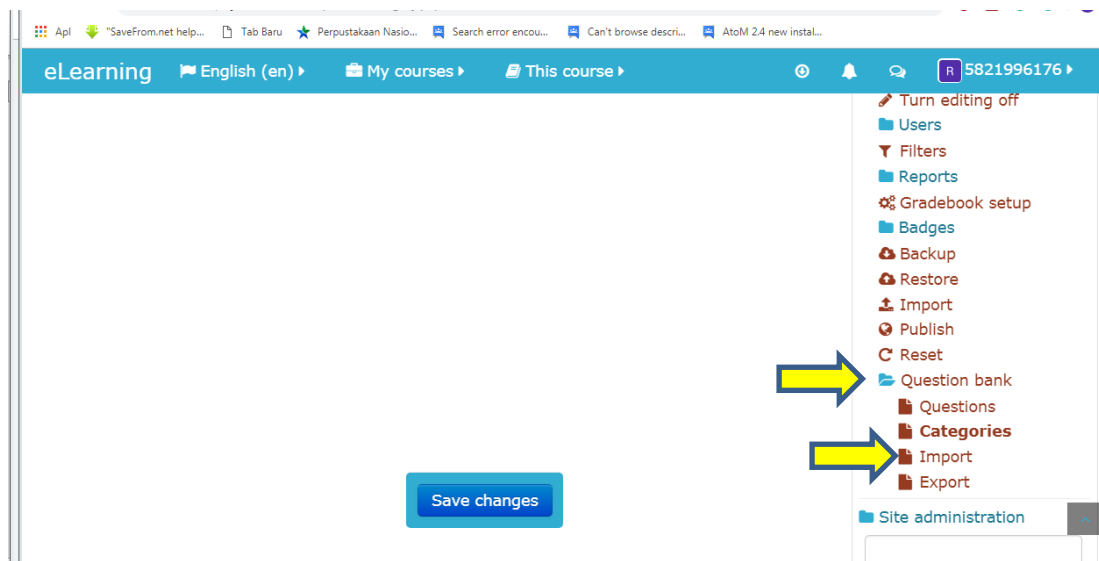 Apl "SaveFrom.net help... Tab Baru Perpustakaan Nasio... Search error encou... Can't browse descri... AtoM 2.4 new instal...
eLearning English (en) My courses This course R 5821996176
Turn editing off
Users
Filters
Reports
Gradebook setup
Badges
Backup
Restore
Import
Publish
Reset
Question bank
Questions
Categories
Import
Export
Save changes
Site administration